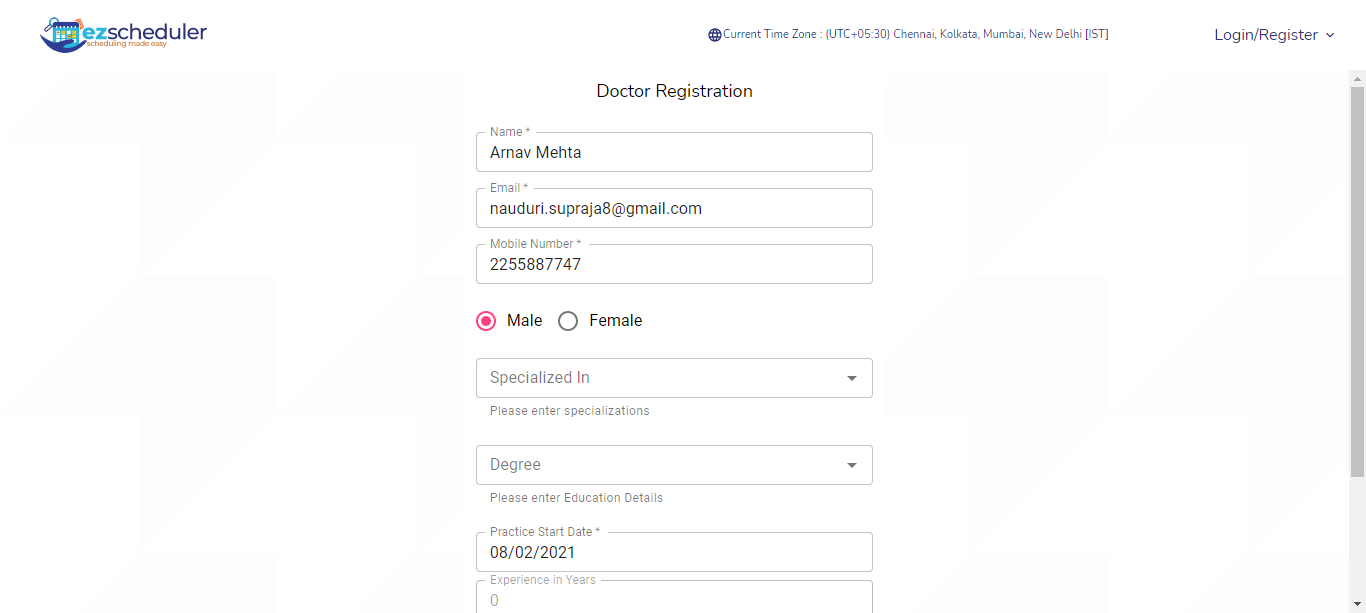 ezscheduler
scheduling made easy
Current Time Zone : (UTC+05:30) Chennai, Kolkata, Mumbai, New Delhi [IST]
Login/Register
Doctor Registration
Name *
Arnav Mehta
Email *
nauduri.supraja8@gmail.com
Mobile Number *
2255887747
Male Female
Specialized In
Please enter specializations
Degree
Please enter Education Details
Practice Start Date *
08/02/2021
Experience in Years
0